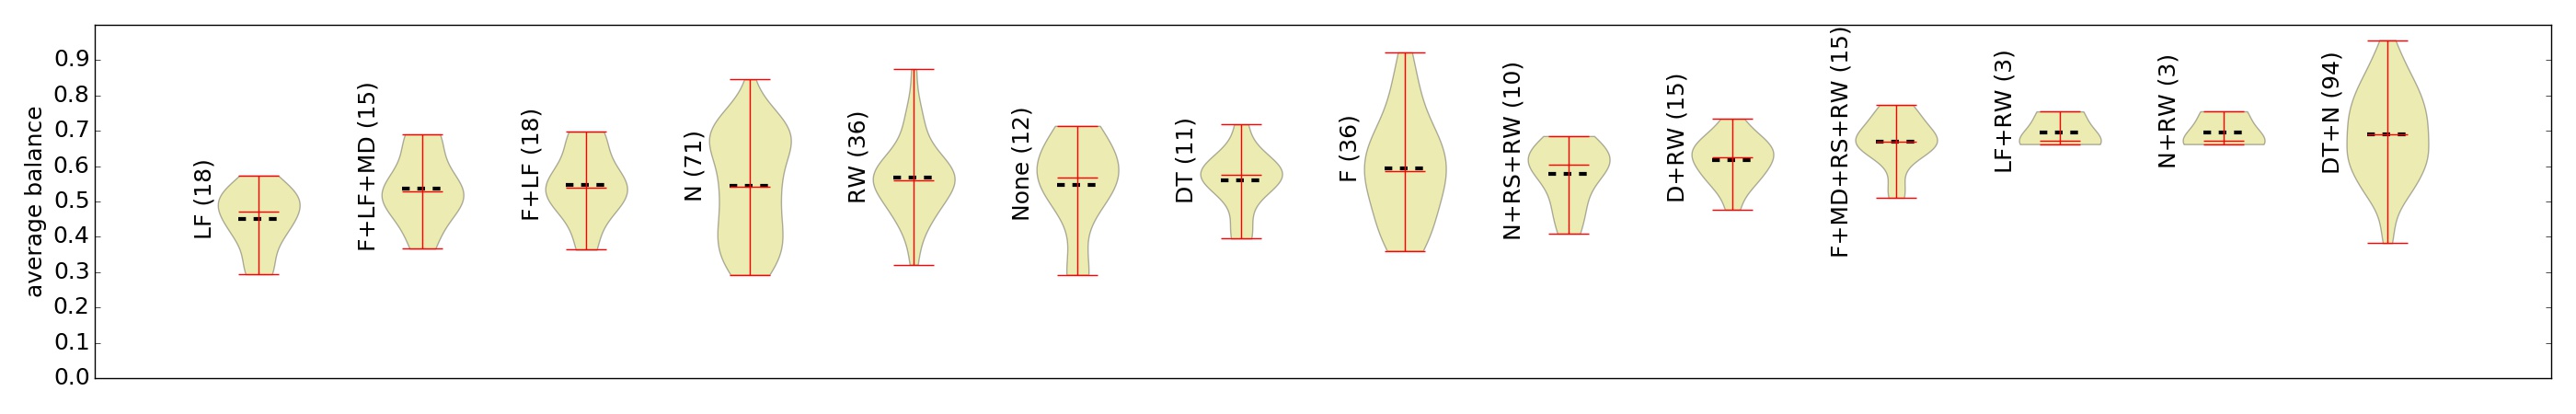 average balance
0.9
0.8
0.7
0.6
0.5
0.4
0.3
0.2
0.1
0.0
LF (18)
F+LF+MD (15)
F+LF (18)
N (71)
RW (36)
None (12)
DT (11)
F (36)
N+RS+RW (10)
D+RW (15)
F+MD+RS+RW (15)
LF+RW (3)
N+RW (3)
DT+N (94)